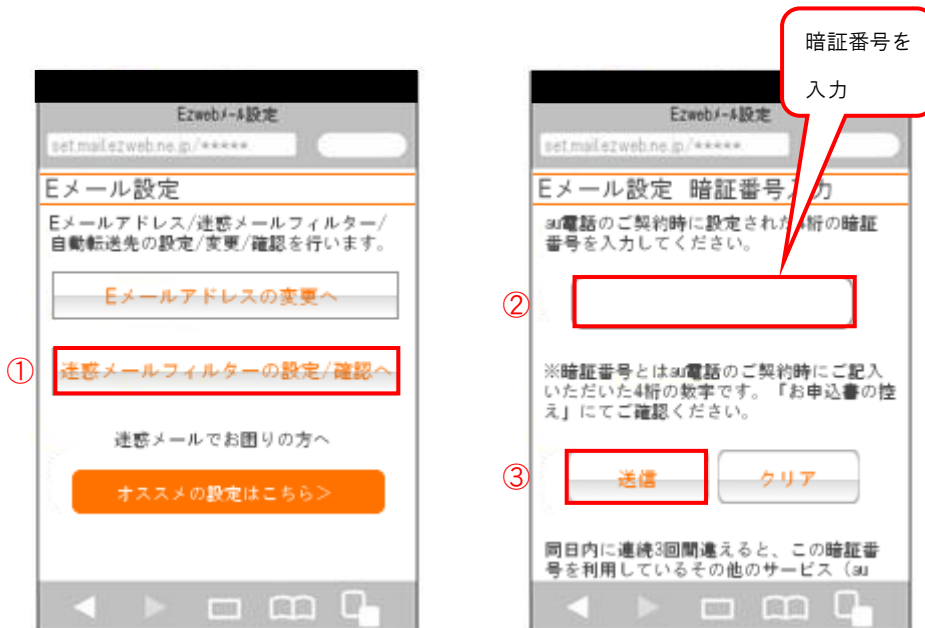 Ezwebﾒｰﾙ設定
set.mail.ezweb.ne.jp/*****
Eメール設定
Eメールアドレス/迷惑メールフィルター/
自動転送先の設定/変更/確認を行います。
Eメールアドレスの変更へ
①
迷惑メールフィルターの設定/確認へ
迷惑メールでお困りの方へ
オススメの設定はこちら＞
暗証番号を
入力
Ezwebﾒｰﾙ設定
set.mail.ezweb.ne.jp/*****
Eメール設定 暗証番号入力
au電話のご契約時に設定された4桁の暗証
番号を入力してください。
②
※暗証番号とはau電話のご契約時にご記入
いただいた4桁の数字です。「お申込書の控
え」にてご確認ください。
③
送信
クリア
同日内に連続3回間違えると、この暗証番
号を利用しているその他のサービス（au